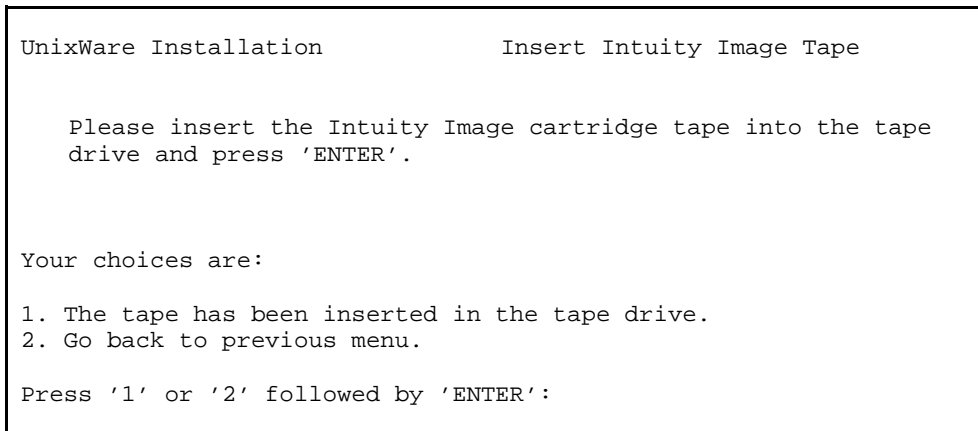 UnixWare Installation Insert Intuity Image Tape
Please insert the Intuity Image cartridge tape into the tape
drive and press ’ENTER’.
Your choices are:
1. The tape has been inserted in the tape drive.
2. Go back to previous menu.
Press ’1’ or ’2’ followed by ’ENTER’: